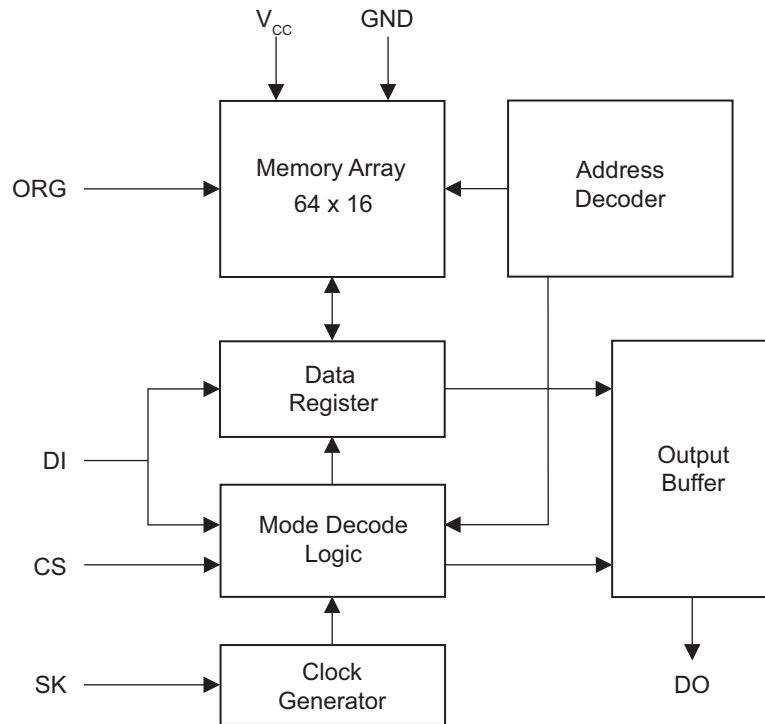 VCC
GND
ORG
Memory Array
64 x 16
Address
Decoder
Data
Register
DI
Output
Buffer
Mode Decode
Logic
CS
SK
Clock
Generator
DO